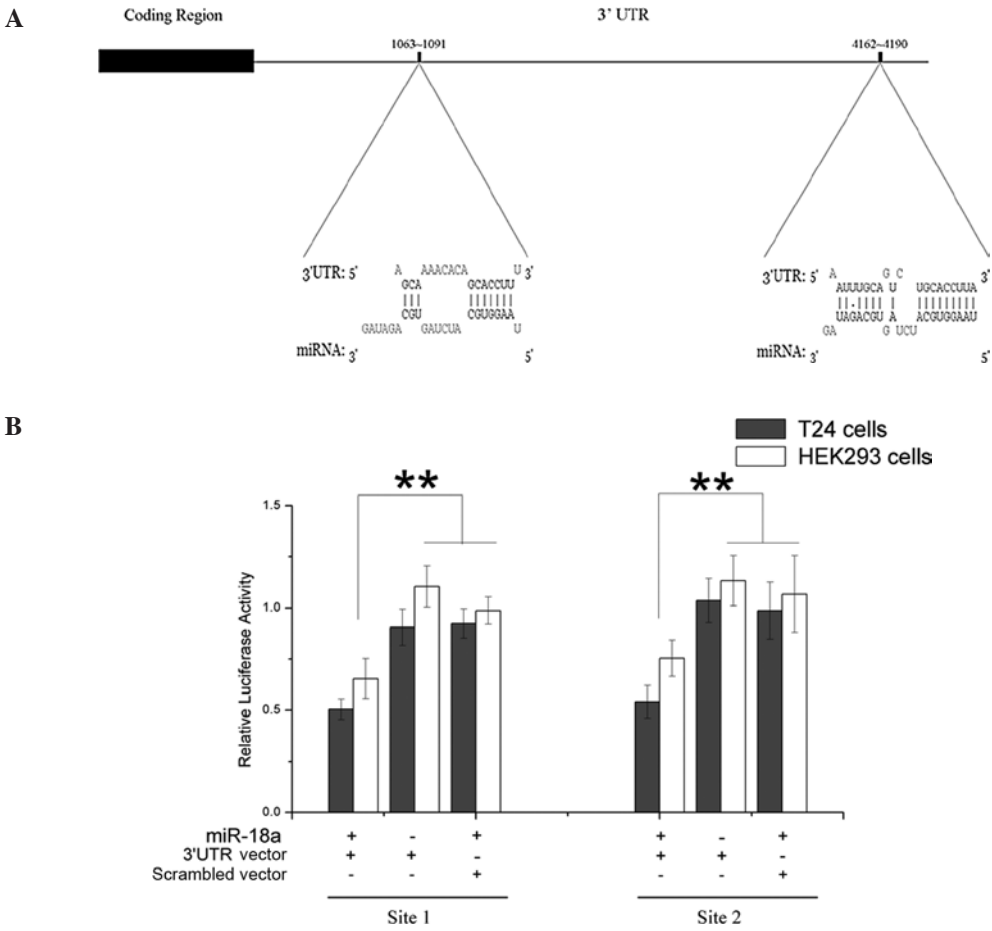 A
Coding Region
3' UTR
1063~1091
4162~4190
3'UTR: 5'
A AAACACA U 3'
GCA GCACCUU
CGU CGUGGAA
GAUAGA GAUCUA U
miRNA: 3' 5'
3'UTR: 5'
A G C 3'
AUUUGCA U UGCACCUUA
UAGACGU A ACGUGGAAU
GA G UCU
miRNA: 3' 5'
B
T24 cells
HEK293 cells
** **
Relative Luciferase Activity
1.5
1.0
0.5
0.0
miR-18a + - + + - +
3'UTR vector + + - + + -
Scrambled vector - - + - - +
Site 1 Site 2